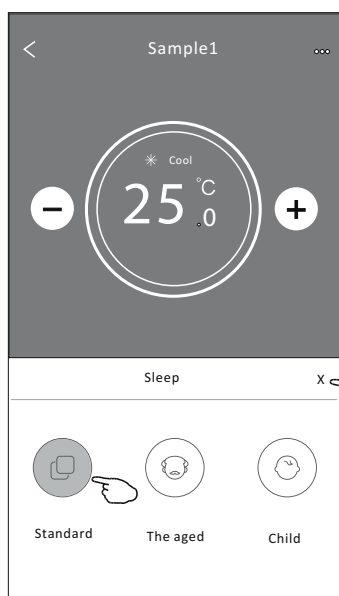 Sample1
Cool
25.0 °C
Sleep X
Standard The aged Child